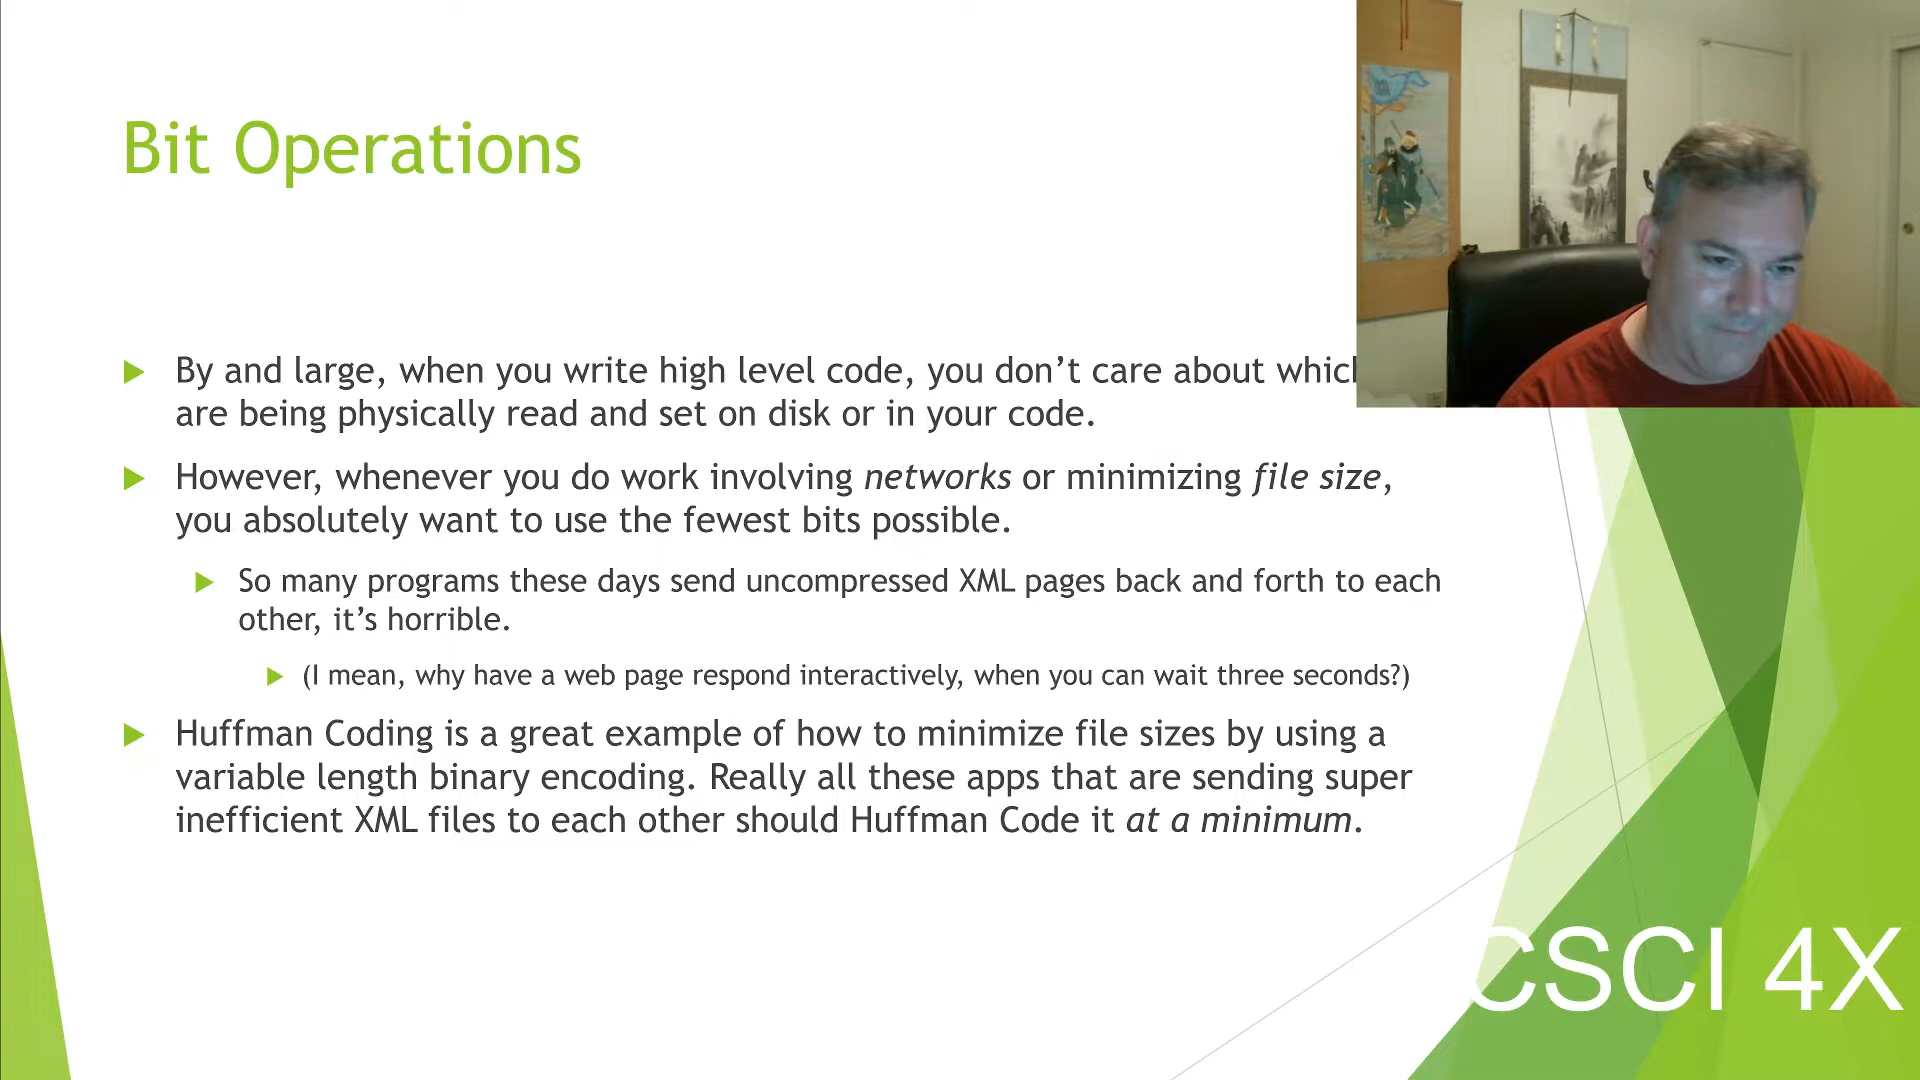 Bit Operations
By and large, when you write high level code, you don’t care about
are being physically read and set on disk or in your code.
However, whenever you do work involving networks or minimizing file size,
you absolutely want to use the fewest bits possible.
So many programs these days send uncompressed XML pages back and forth to each
other, it’s horrible.
(I mean, why have a web page respond interactively, when you can wait three seconds?)
Huffman Coding is a great example of how to minimize file sizes by using a
variable length binary encoding. Really all these apps that are sending super
inefficient XML files to each other should Huffman Code it at a minimum.
CSCI 4X